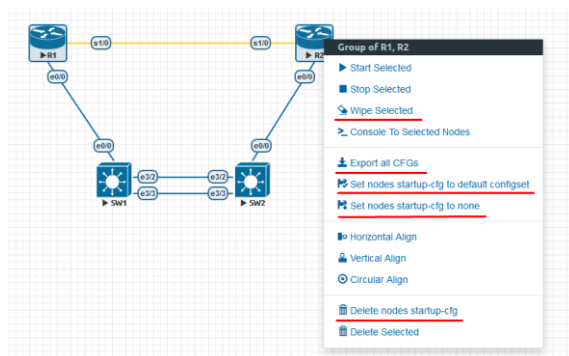 s1/0
s1/0
R1
R2
e0/0
e0/0
e0/0
e0/0
e3/2
e3/2
e3/3
e3/3
SW1
SW2
Group of R1, R2
Start Selected
Stop Selected
Wipe Selected
Console To Selected Nodes
Export all CFGs
Set nodes startup-cfg to default configset
Set nodes startup-cfg to none
Horizontal Align
Vertical Align
Circular Align
Delete nodes startup-cfg
Delete Selected